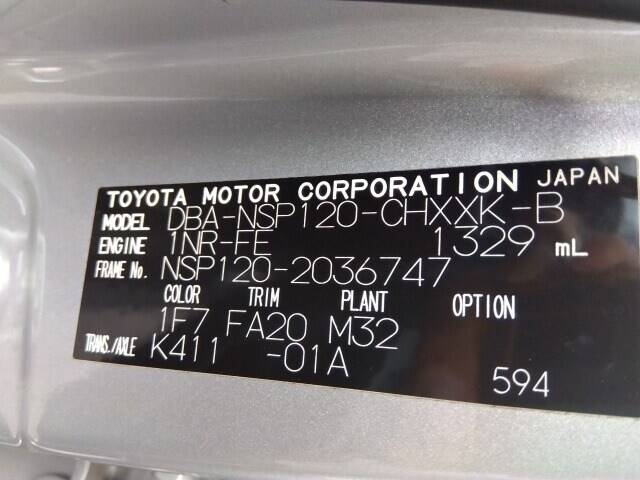 TOYOTA MOTOR CORPORATION JAPAN
MODEL DBA-NSP120-CHXXK-B
ENGINE 1NR-FE 1329 mL
FRAME No. NSP120-2036747
COLOR TRIM PLANT OPTION
1F7 FA20 M32
TRANS./AXLE K411 -01A
594